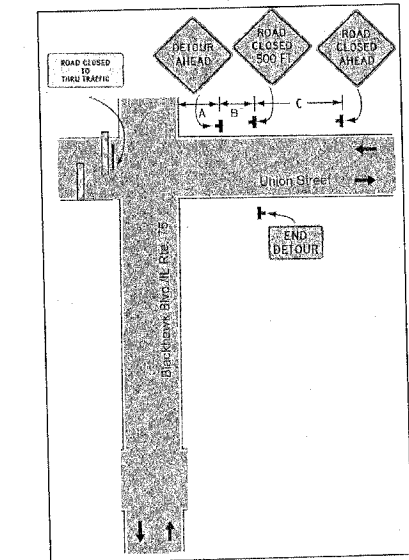 DETOUR
AHEAD
ROAD
CLOSED
500 FT
ROAD
CLOSED
AHEAD
ROAD CLOSED
TO
THRU TRAFFIC
A
B
C
Union Street
END
DETOUR
Blackhawk Blvd./IL Rte. 75